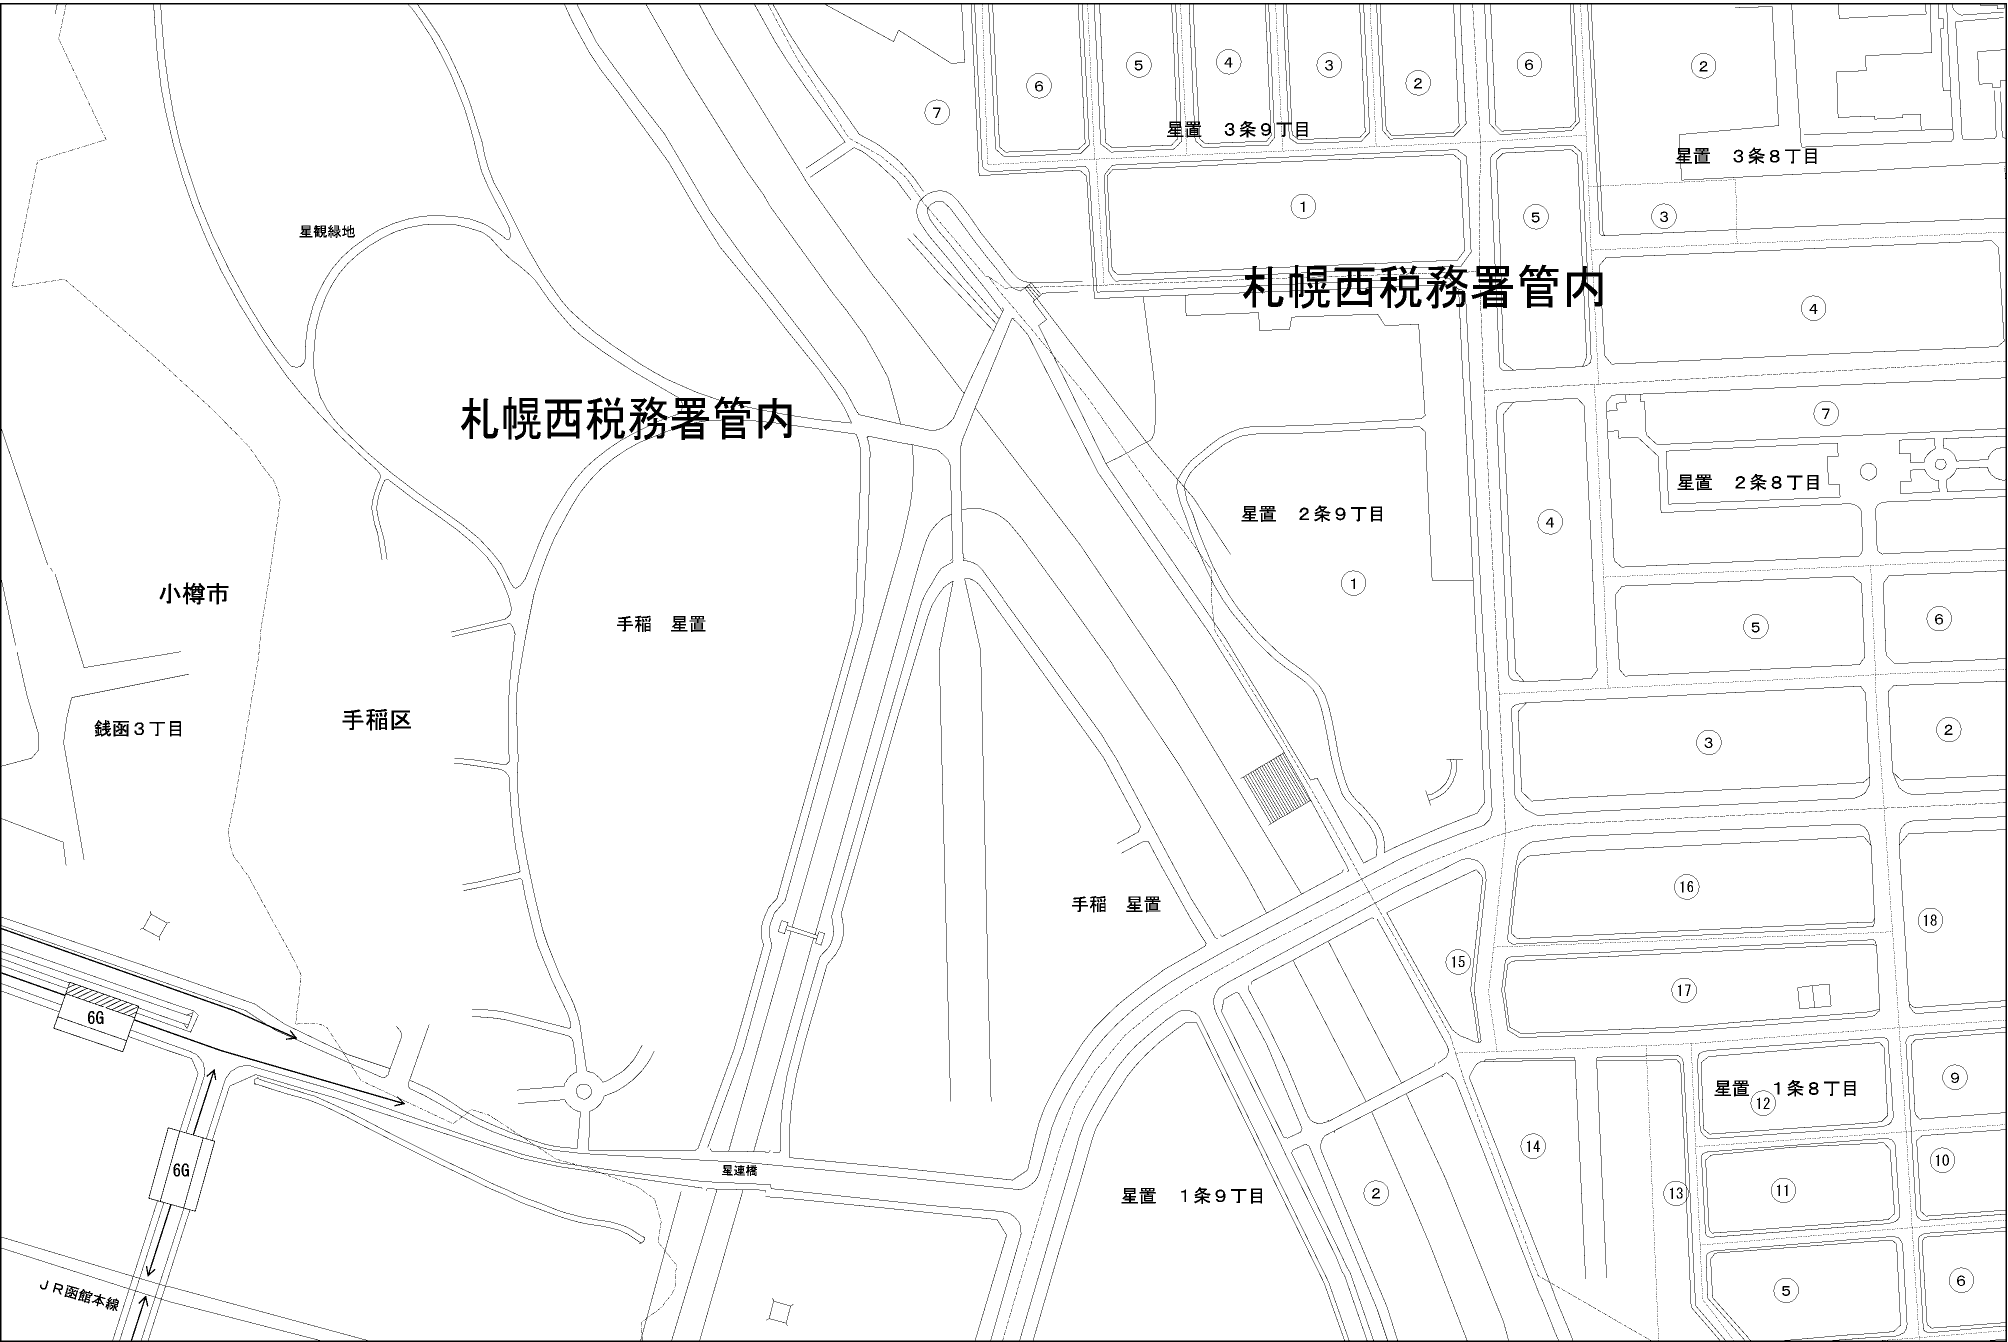 ⑤
④
③
⑥
②
⑥
②
⑦
星置　３条９丁目
星置　３条８丁目
①
⑤
③
星観緑地
札幌西税務署管内
④
札幌西税務署管内
⑦
星置　２条８丁目
星置　２条９丁目
④
①
小樽市
手稲　星置
⑤
⑥
手稲区
銭函３丁目
③
②
⑯
手稲　星置
⑱
⑮
⑰
6G
⑨
星置　１条８丁目
⑫
⑭
⑩
6G
星連橋
星置　１条９丁目
②
⑬
⑪
⑥
⑤
ＪＲ函館本線